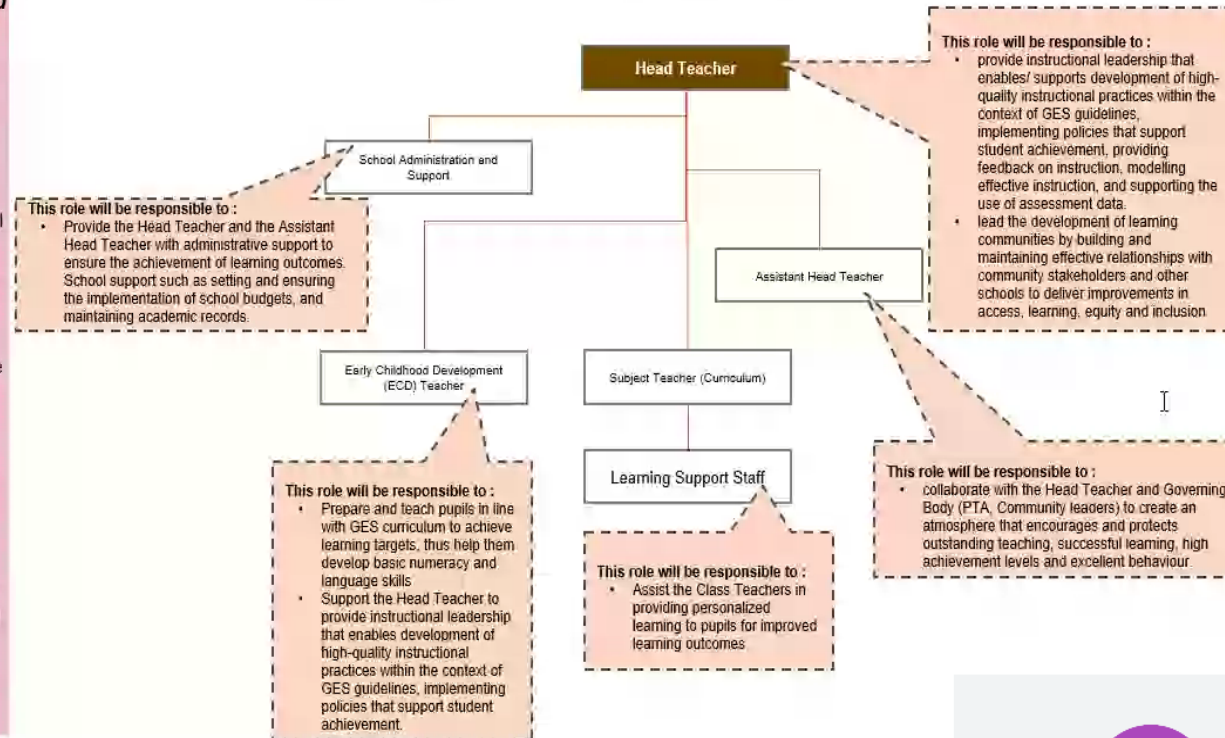 Head Teacher
This role will be responsible to :
• provide instructional leadership that
enables/ supports development of high-
quality instructional practices within the
context of GES guidelines,
implementing policies that support
student achievement, providing
feedback on instruction, modelling
effective instruction, and supporting the
use of assessment data.
• lead the development of learning
communities by building and
maintaining effective relationships with
community stakeholders and other
schools to deliver improvements in
access, learning, equity and inclusion
School Administration and
Support
This role will be responsible to :
• Provide the Head Teacher and the Assistant
Head Teacher with administrative support to
ensure the achievement of learning outcomes.
School support such as setting and ensuring
the implementation of school budgets, and
maintaining academic records.
Assistant Head Teacher
Early Childhood Development
(ECD) Teacher
Subject Teacher (Curriculum)
Learning Support Staff
This role will be responsible to :
• collaborate with the Head Teacher and Governing
Body (PTA, Community leaders) to create an
atmosphere that encourages and protects
outstanding teaching, successful learning, high
achievement levels and excellent behaviour
This role will be responsible to :
• Prepare and teach pupils in line
with GES curriculum to achieve
learning targets, thus help them
develop basic numeracy and
language skills
• Support the Head Teacher to
provide instructional leadership
that enables development of
high-quality instructional
practices within the context of
GES guidelines, implementing
policies that support student
achievement.
This role will be responsible to :
• Assist the Class Teachers in
providing personalized
learning to pupils for improved
learning outcomes